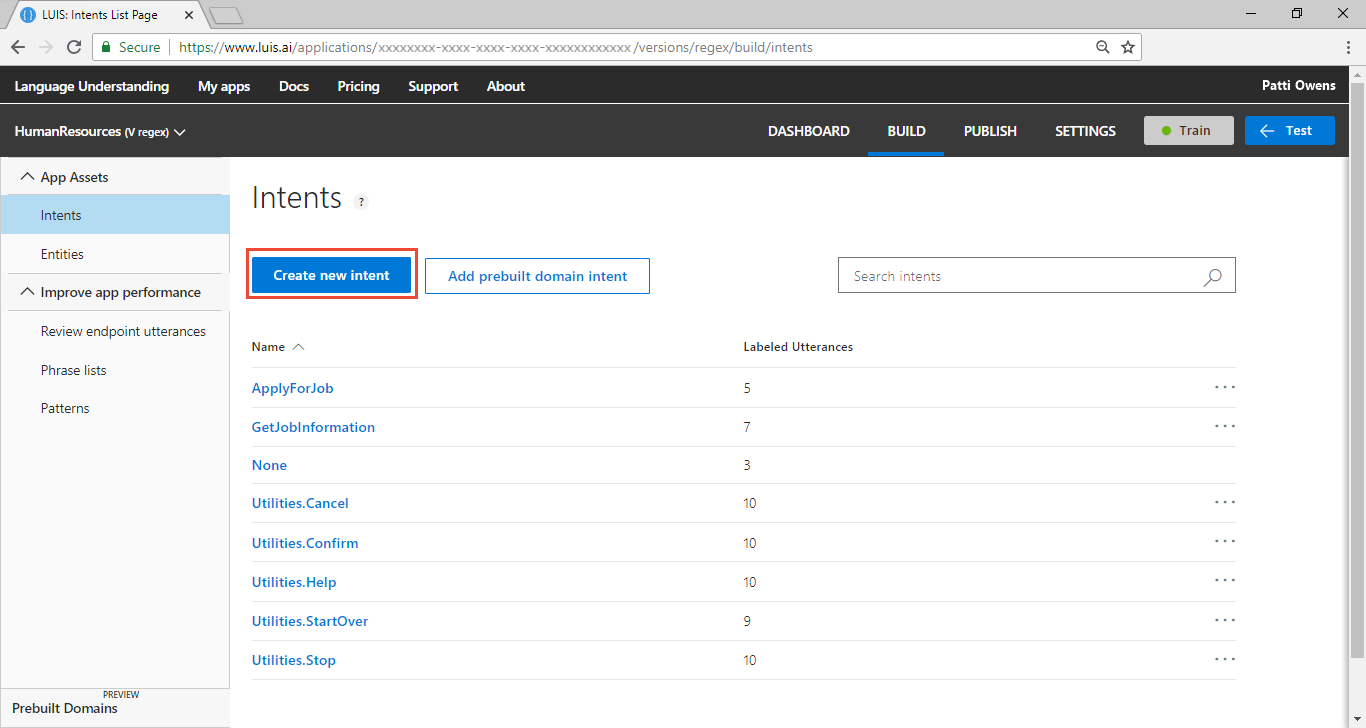 LUIS: Intents List Page
Secure https://www.luis.ai/applications/xxxxxxxx-xxxx-xxxx-xxxx-xxxxxxxxxxxx/versions/regex/build/intents
Language Understanding My apps Docs Pricing Support About Patti Owens
HumanResources (V regex) DASHBOARD BUILD PUBLISH SETTINGS Train Test
App Assets
Intents
Entities
Improve app performance
Review endpoint utterances
Phrase lists
Patterns
PREVIEW
Prebuilt Domains
Intents ?
Create new intent Add prebuilt domain intent Search intents
Name Labeled Utterances
ApplyForJob 5 ...
GetJobInformation 7 ...
None 3
Utilities.Cancel 10 ...
Utilities.Confirm 10 ...
Utilities.Help 10 ...
Utilities.StartOver 9 ...
Utilities.Stop 10 ...